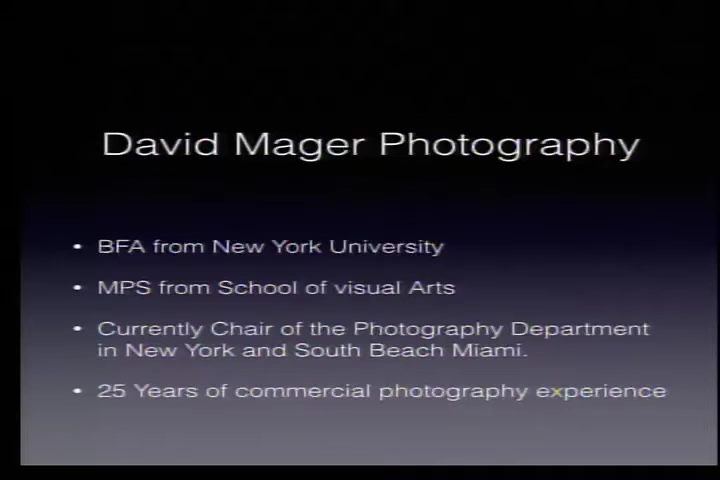 David Mager Photography
• BFA from New York University
• MPS from School of visual Arts
• Currently Chair of the Photography Department
in New York and South Beach Miami.
• 25 Years of commercial photography experience